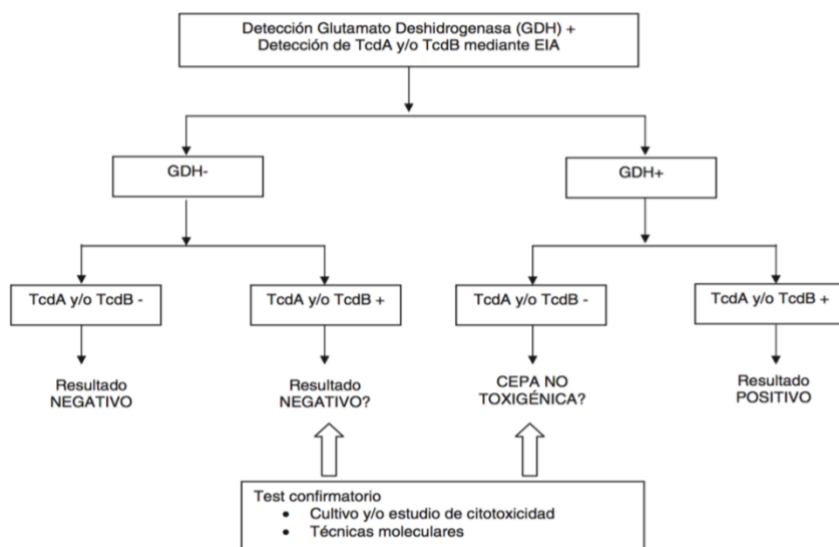 Detección Glutamato Deshidrogenasa (GDH) +
Detección de TcdA y/o TcdB mediante EIA
GDH-
GDH+
TcdA y/o TcdB -
TcdA y/o TcdB +
TcdA y/o TcdB -
TcdA y/o TcdB +
Resultado
NEGATIVO
Resultado
NEGATIVO?
CEPA NO
TOXIGÉNICA?
Resultado
POSITIVO
Test confirmatorio
• Cultivo y/o estudio de citotoxicidad
• Técnicas moleculares